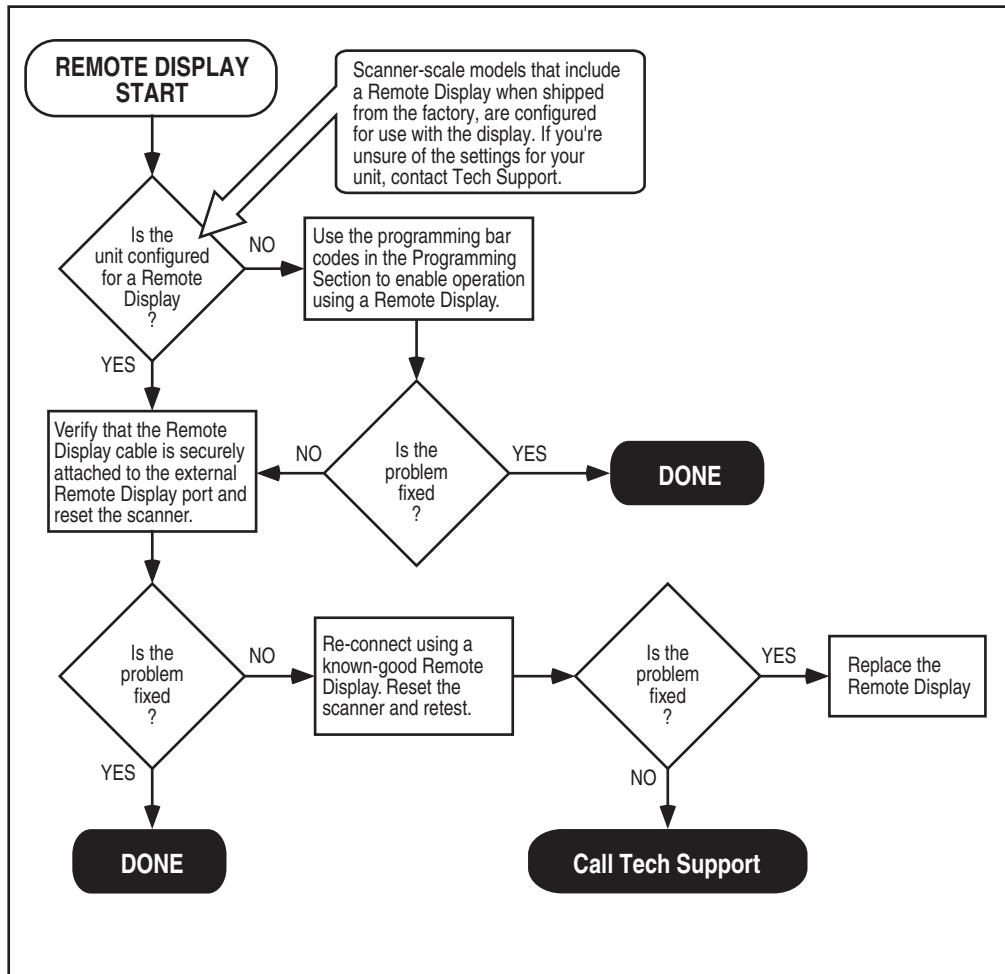 REMOTE DISPLAY
START
Scanner-scale models that include
a Remote Display when shipped
from the factory, are configured
for use with the display. If you're
unsure of the settings for your
unit, contact Tech Support.
Is the
unit configured
for a Remote
Display
?
NO
Use the programming bar
codes in the Programming
Section to enable operation
using a Remote Display.
YES
Verify that the Remote
Display cable is securely
attached to the external
Remote Display port and
reset the scanner.
NO
Is the
problem
fixed
?
YES
DONE
Is the
problem
fixed
?
NO
Re-connect using a
known-good Remote
Display. Reset the
scanner and retest.
Is the
problem
fixed
?
YES
Replace the
Remote Display
YES
NO
DONE
Call Tech Support